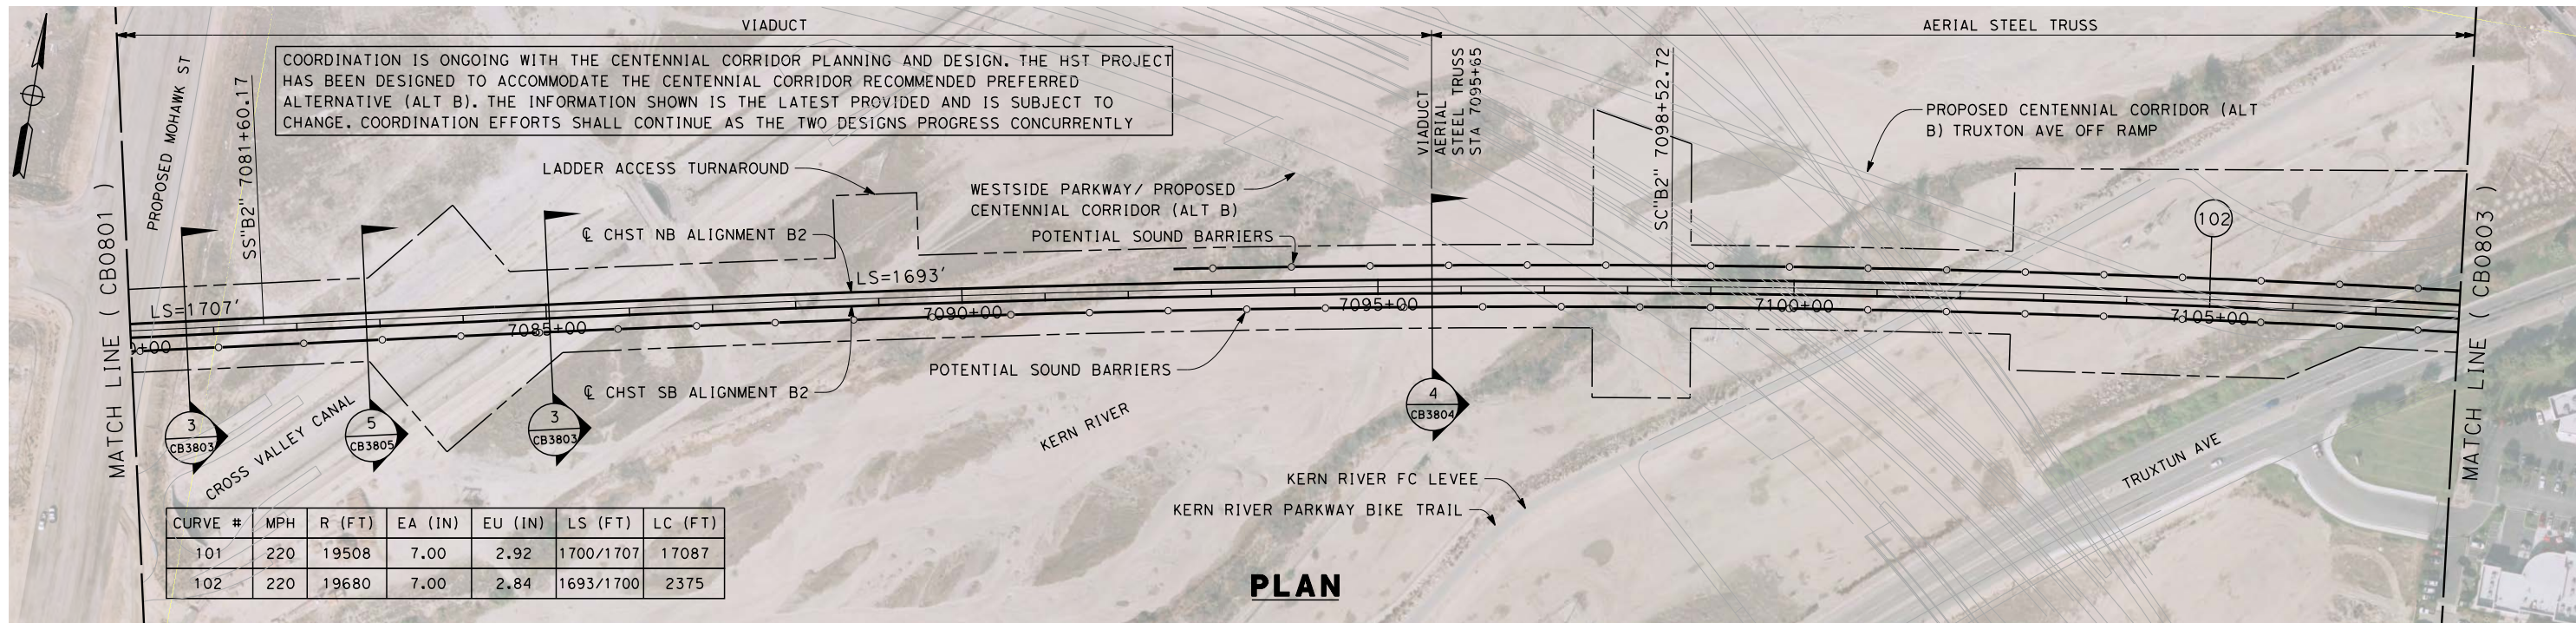 VIADUCT
AERIAL STEEL TRUSS
COORDINATION IS ONGOING WITH THE CENTENNIAL CORRIDOR PLANNING AND DESIGN. THE HST PROJECT
HAS BEEN DESIGNED TO ACCOMMODATE THE CENTENNIAL CORRIDOR RECOMMENDED PREFERRED
ALTERNATIVE (ALT B). THE INFORMATION SHOWN IS THE LATEST PROVIDED AND IS SUBJECT TO
CHANGE. COORDINATION EFFORTS SHALL CONTINUE AS THE TWO DESIGNS PROGRESS CONCURRENTLY
MATCH LINE ( CB0801 )
PROPOSED MOHAWK ST
SS"B2" 7081+60.17
VIADUCT
AERIAL
STEEL TRUSS
STA 7095+65
SC"B2" 7098+52.72
PROPOSED CENTENNIAL CORRIDOR (ALT
B) TRUXTON AVE OFF RAMP
LADDER ACCESS TURNAROUND
WESTSIDE PARKWAY/ PROPOSED
CENTENNIAL CORRIDOR (ALT B)
℄ CHST NB ALIGNMENT B2
POTENTIAL SOUND BARRIERS
102
MATCH LINE ( CB0803 )
LS=1707'
LS=1693'
+00
7085+00
7090+00
7095+00
7100+00
7105+00
POTENTIAL SOUND BARRIERS
℄ CHST SB ALIGNMENT B2
3
CB3803
5
CB3805
3
CB3803
4
CB3804
CROSS VALLEY CANAL
KERN RIVER
TRUXTUN AVE
KERN RIVER FC LEVEE
KERN RIVER PARKWAY BIKE TRAIL
CURVE # MPH R (FT) EA (IN) EU (IN) LS (FT) LC (FT)
101 220 19508 7.00 2.92 1700/1707 17087
102 220 19680 7.00 2.84 1693/1700 2375
PLAN